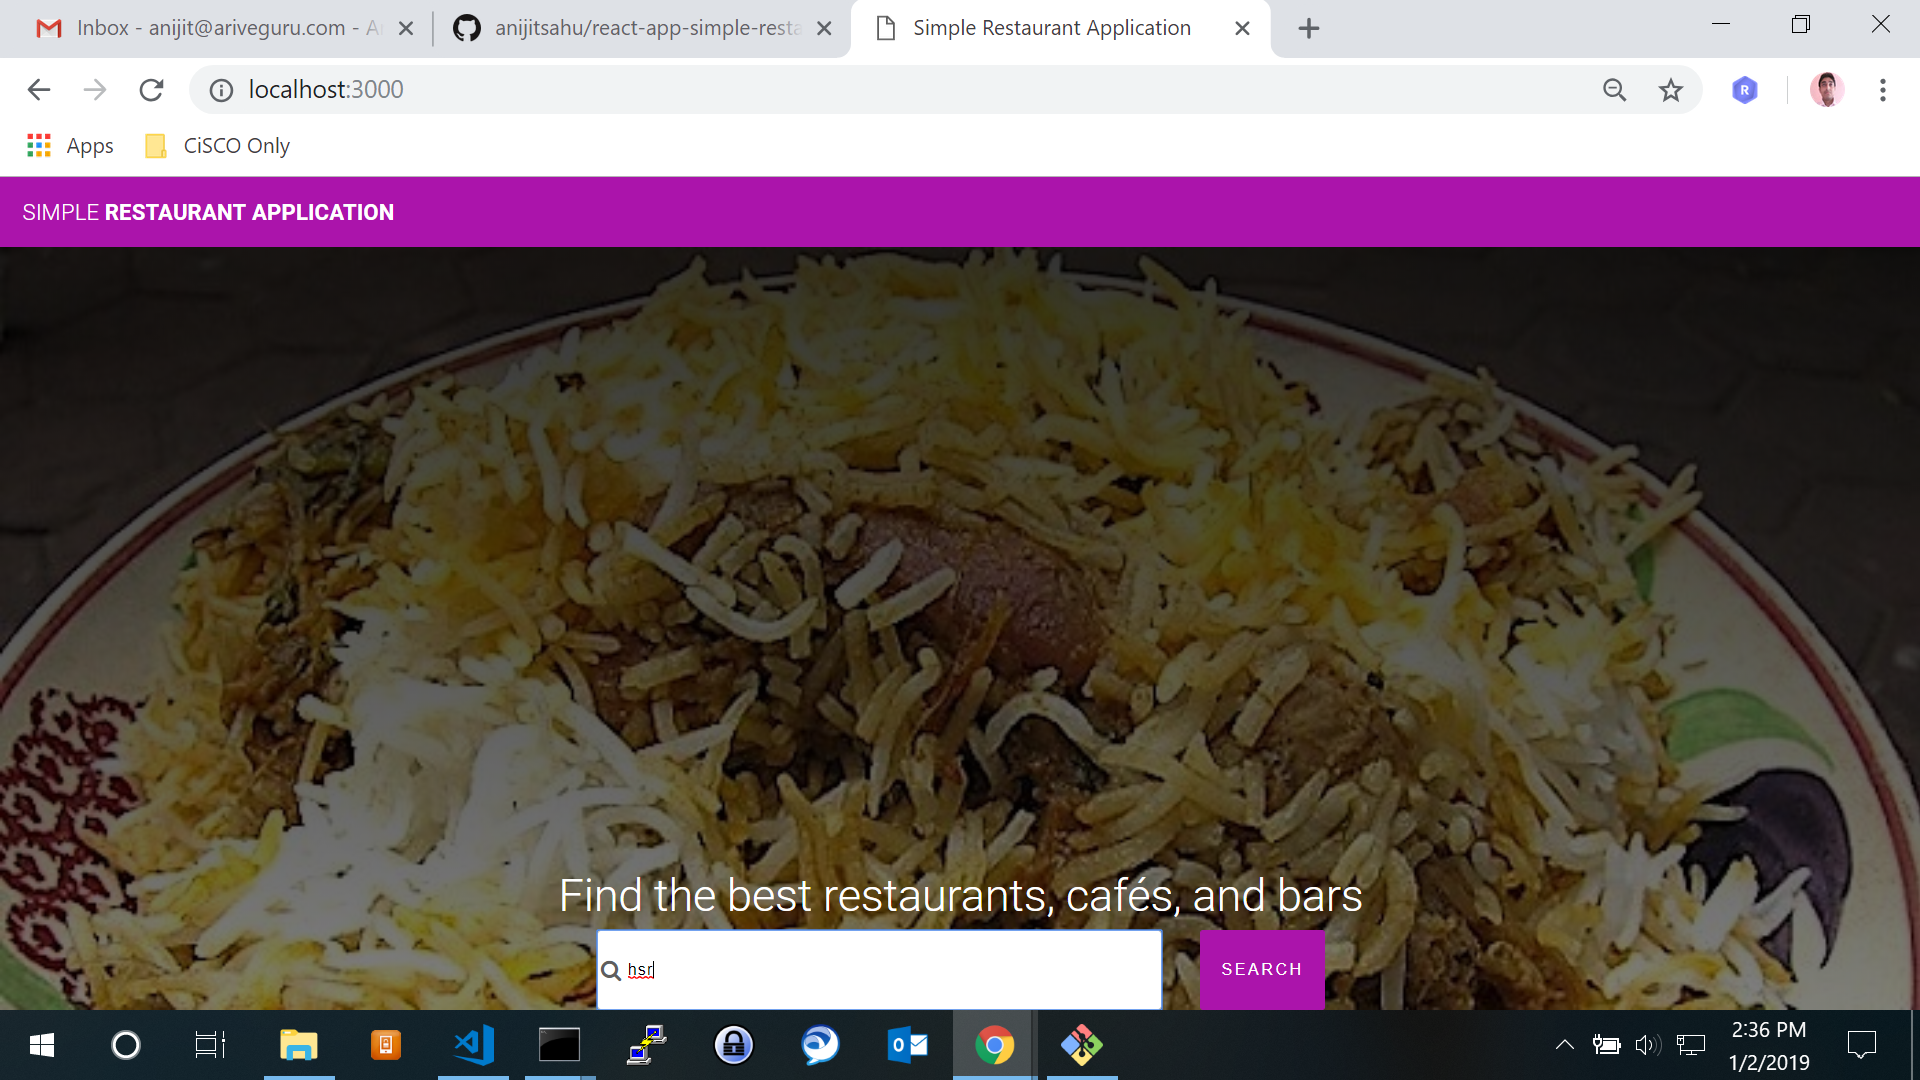 Inbox - anijit@ariveguru.com - A
anijitsahu/react-app-simple-resta
Simple Restaurant Application
localhost:3000
R
Apps
CiSCO Only
SIMPLE RESTAURANT APPLICATION
Find the best restaurants, cafés, and bars
hsr
SEARCH
2:36 PM
1/2/2019